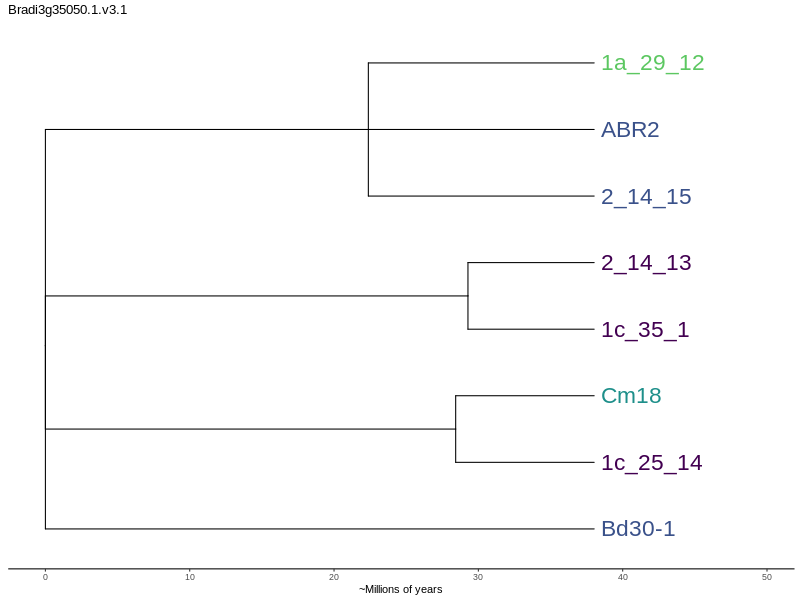 Bradi3g35050.1.v3.1
1a_29_12
ABR2
2_14_15
2_14_13
1c_35_1
Cm18
1c_25_14
Bd30-1
0 10 20 30 40 50
~Millions of years